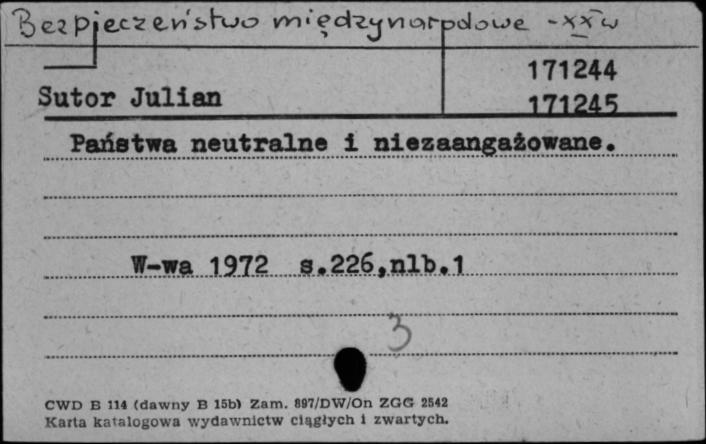 Bezpieczeństwo międzynarodowe - XX w
171244
Sutor Julian
171245
Państwa neutralne i niezaangażowane.
W-wa 1972 s.226,nlb.1
3
CWD B 114 (dawny B 15b) Zam. 897/DW/On ZGG 2542
Karta katalogowa wydawnictw ciągłych i zwartych.